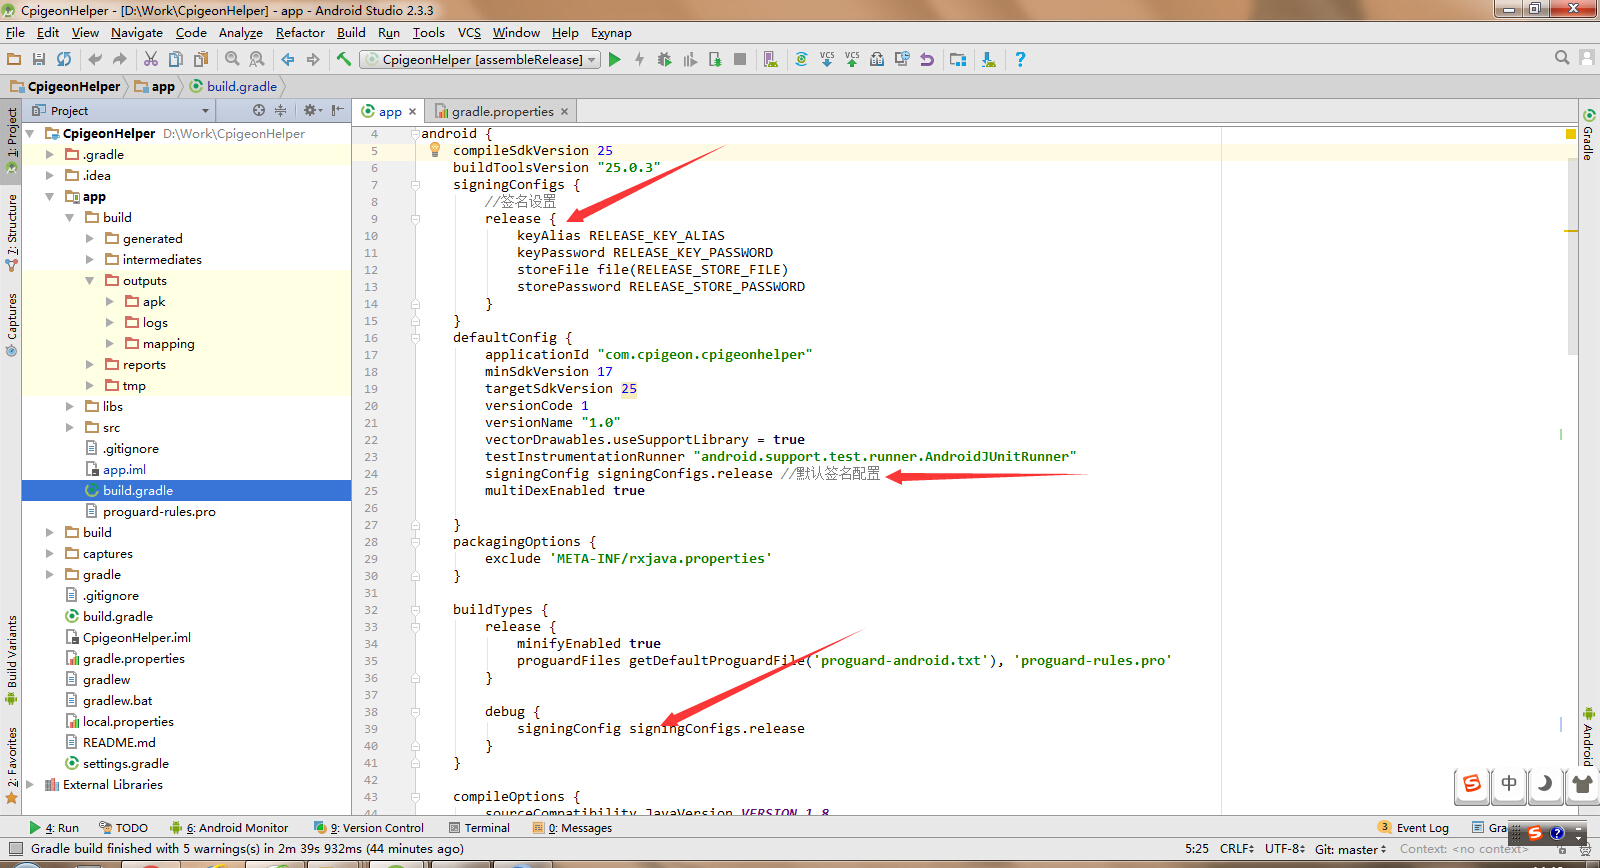 CpigeonHelper - [D:\Work\CpigeonHelper] - app - Android Studio 2.3.3
File Edit View Navigate Code Analyze Refactor Build Run Tools VCS Window Help Exynap
CpigeonHelper [assembleRelease]
VCS VCS
CpigeonHelper app build.gradle
Project
app
gradle.properties
1: Project
7: Structure
Captures
Build Variants
2: Favorites
CpigeonHelper D:\Work\CpigeonHelper
.gradle
.idea
app
build
generated
intermediates
outputs
apk
logs
mapping
reports
tmp
libs
src
.gitignore
app.iml
build.gradle
proguard-rules.pro
build
captures
gradle
.gitignore
build.gradle
CpigeonHelper.iml
gradle.properties
gradlew
gradlew.bat
local.properties
README.md
settings.gradle
External Libraries
4 android {
5 compileSdkVersion 25
6 buildToolsVersion "25.0.3"
7 signingConfigs {
8 //签名设置
9 release {
10 keyAlias RELEASE_KEY_ALIAS
11 keyPassword RELEASE_KEY_PASSWORD
12 storeFile file(RELEASE_STORE_FILE)
13 storePassword RELEASE_STORE_PASSWORD
14 }
15 }
16 defaultConfig {
17 applicationId "com.cpigeon.cpigeonhelper"
18 minSdkVersion 17
19 targetSdkVersion 25
20 versionCode 1
21 versionName "1.0"
22 vectorDrawables.useSupportLibrary = true
23 testInstrumentationRunner "android.support.test.runner.AndroidJUnitRunner"
24 signingConfig signingConfigs.release //默认签名配置
25 multiDexEnabled true
26
27 }
28 packagingOptions {
29 exclude 'META-INF/rxjava.properties'
30 }
31
32 buildTypes {
33 release {
34 minifyEnabled true
35 proguardFiles getDefaultProguardFile('proguard-android.txt'), 'proguard-rules.pro'
36 }
37
38 debug {
39 signingConfig signingConfigs.release
40 }
41 }
42
43 compileOptions {
44 sourceCompatibility JavaVersion.VERSION_1_8
Gradle
Android
中
4: Run TODO 6: Android Monitor 9: Version Control Terminal 0: Messages
3 Event Log Gra
Gradle build finished with 5 warnings(s) in 2m 39s 932ms (44 minutes ago)
5:25 CRLF UTF-8 Git: master Context: <no context>